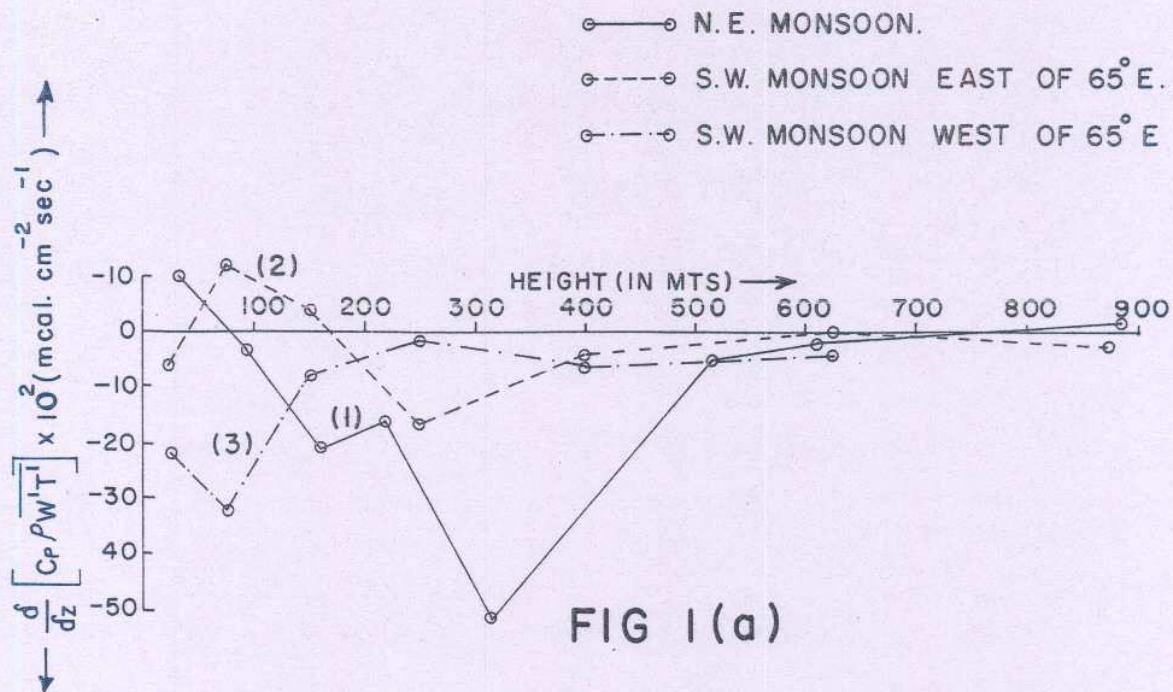 N.E. MONSOON.
S.W. MONSOON EAST OF 65°E.
S.W. MONSOON WEST OF 65°E
← d/dz [Cₚ ρ \overline{W'T'}] x 10² (mcal. cm⁻² sec⁻¹) →
HEIGHT (IN MTS) →
-10
0
-10
-20
-30
-40
-50
100 200 300 400 500 600 700 800 900
(2)
(1)
(3)
FIG 1(a)